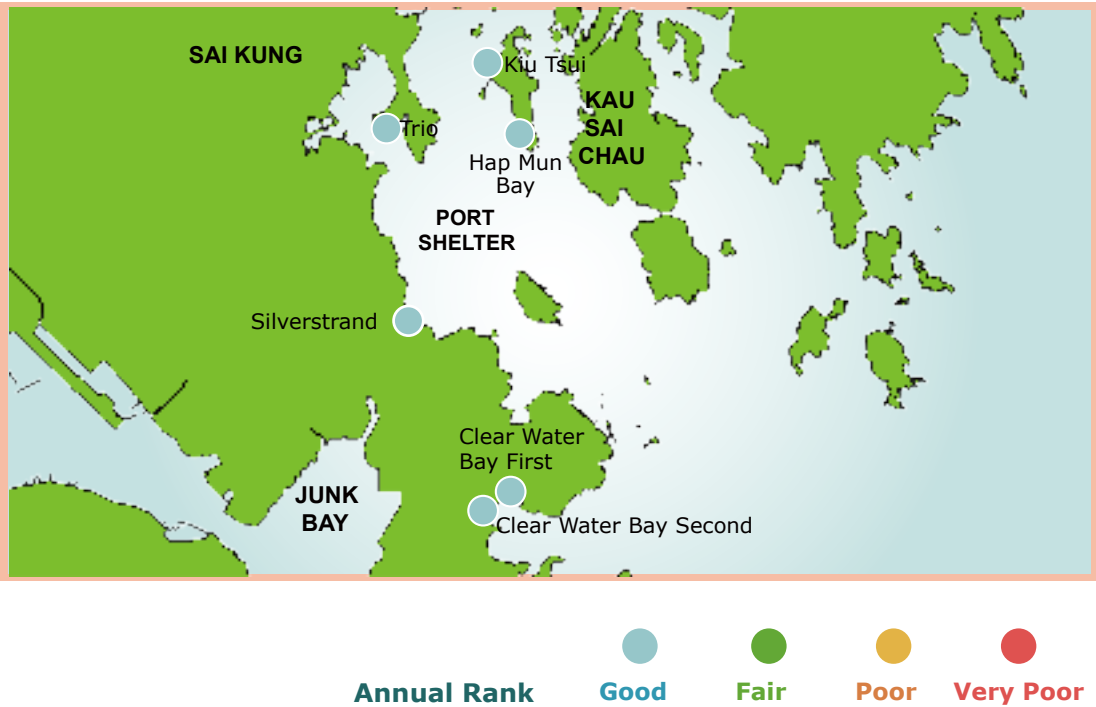 SAI KUNG
Kiu Tsui
KAU
SAI
CHAU
Trio
Hap Mun
Bay
PORT
SHELTER
Silverstrand
Clear Water
Bay First
JUNK
BAY
Clear Water Bay Second
Annual Rank
Good
Fair
Poor
Very Poor